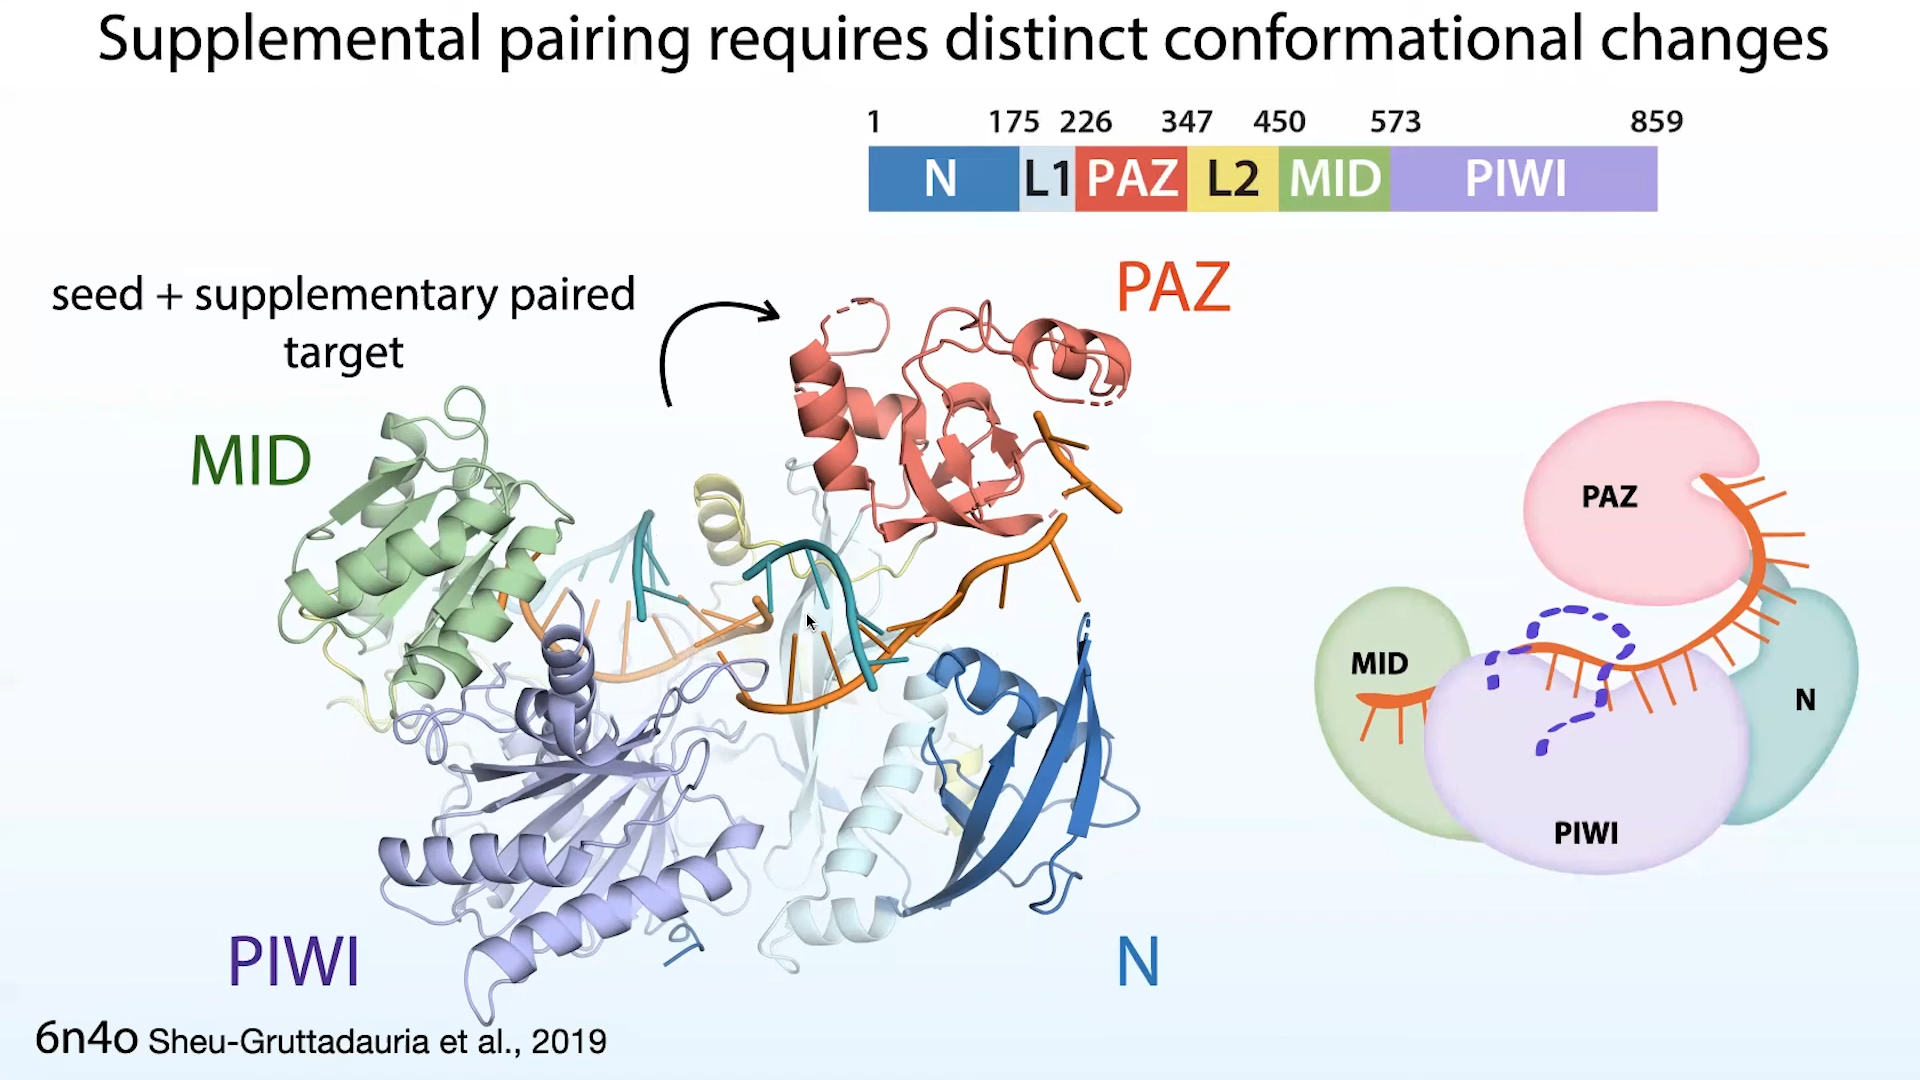 Supplemental pairing requires distinct conformational changes
1 175 226 347 450 573 859
N L1 PAZ L2 MID PIWI
PAZ
seed + supplementary paired
target
MID
PAZ
MID
N
PIWI
PIWI
N
6n4o Sheu-Gruttadauria et al., 2019